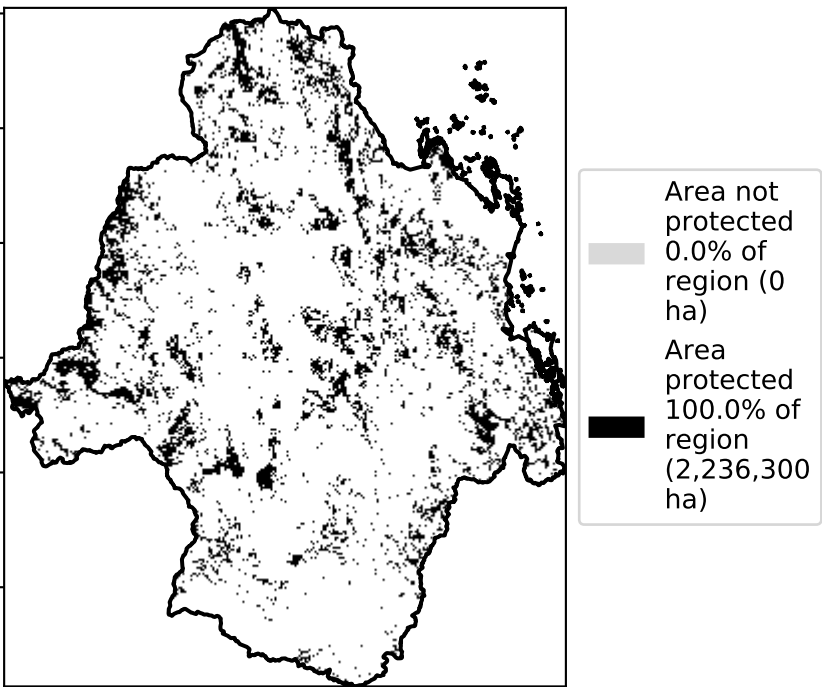 Area not
protected
0.0% of
region (0
ha)
Area
protected
100.0% of
region
(2,236,300
ha)